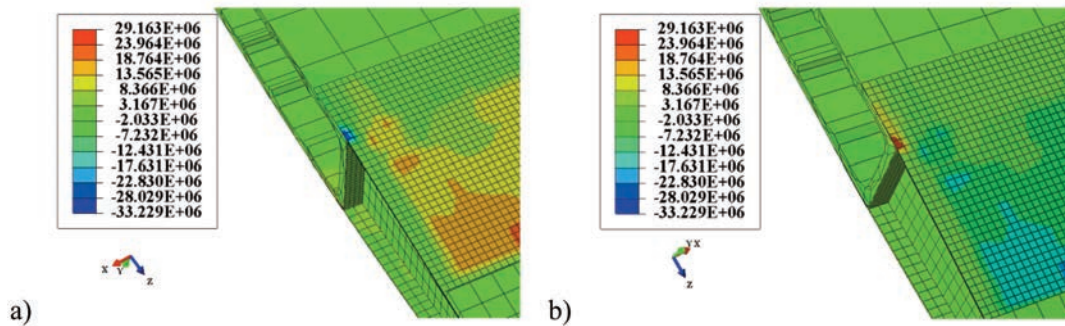 29.163E+06
23.964E+06
18.764E+06
13.565E+06
8.366E+06
3.167E+06
-2.033E+06
-7.232E+06
-12.431E+06
-17.631E+06
-22.830E+06
-28.029E+06
-33.229E+06
X
Y
Z
a)
29.163E+06
23.964E+06
18.764E+06
13.565E+06
8.366E+06
3.167E+06
-2.033E+06
-7.232E+06
-12.431E+06
-17.631E+06
-22.830E+06
-28.029E+06
-33.229E+06
Y X
Z
b)